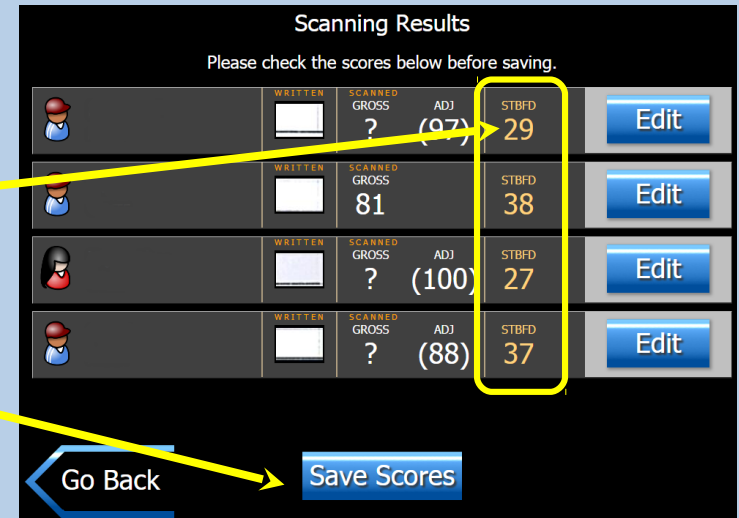 Scanning Results
Please check the scores below before saving.
WRITTEN SCANNED
GROSS ADJ STBFD
? (97) 29 Edit
WRITTEN SCANNED
GROSS STBFD
81 38 Edit
WRITTEN SCANNED
GROSS ADJ STBFD
? (100) 27 Edit
WRITTEN SCANNED
GROSS ADJ STBFD
? (88) 37 Edit
Go Back Save Scores